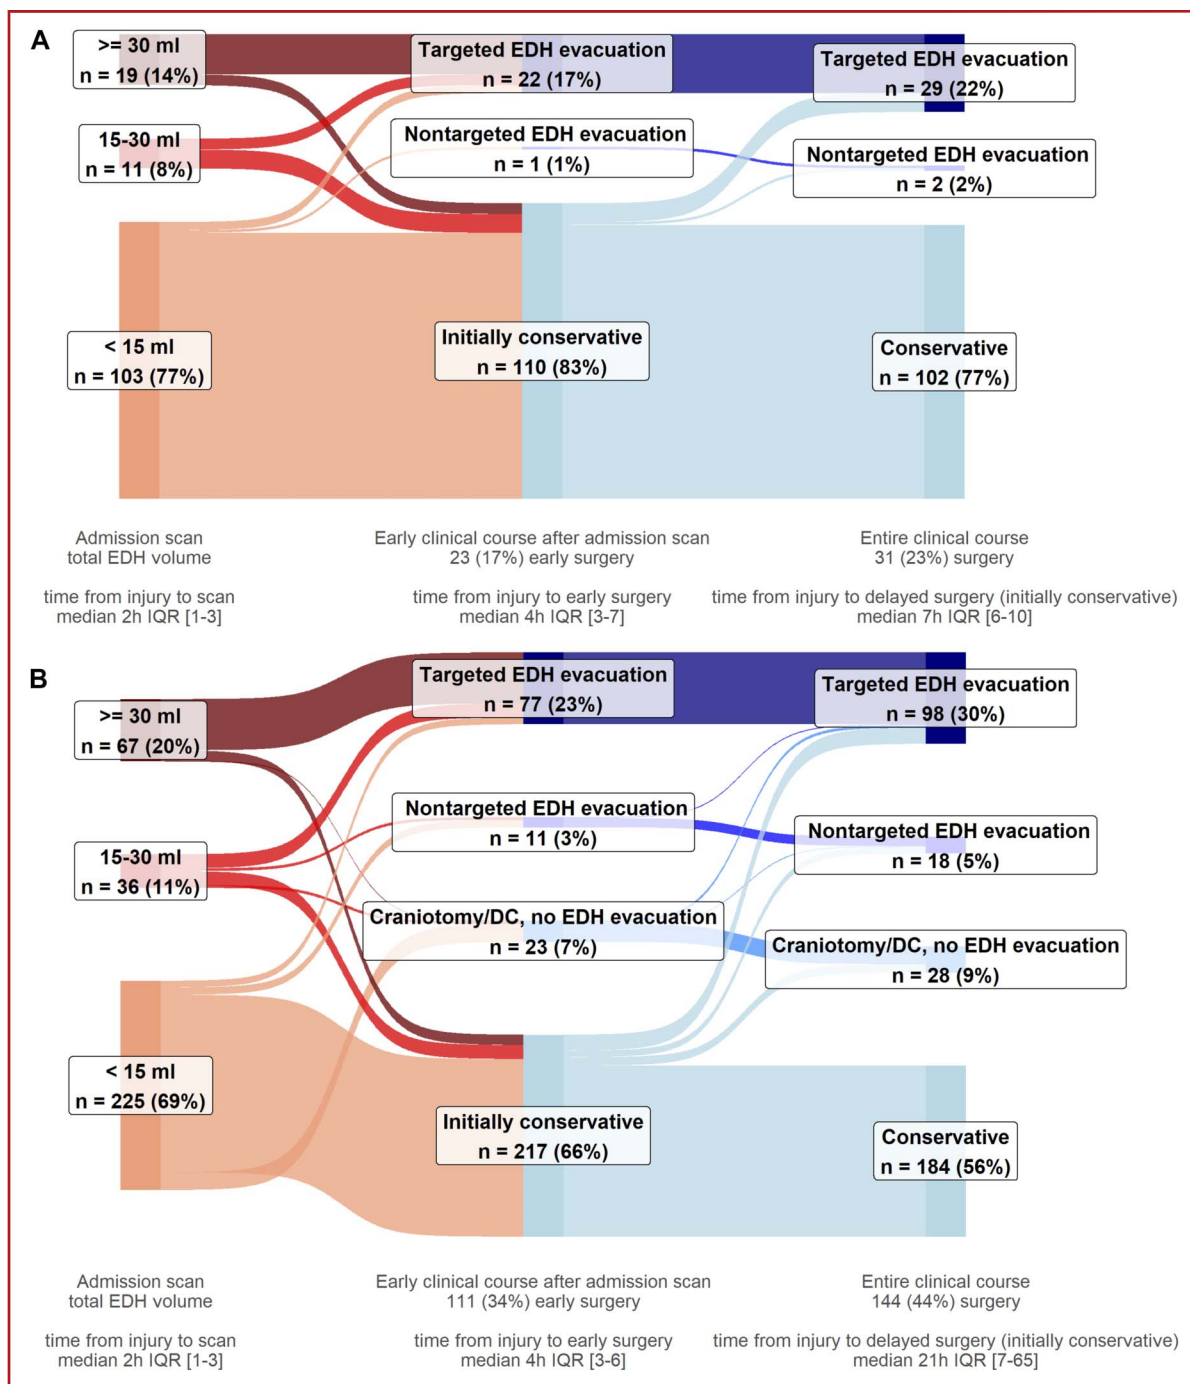 A
>= 30 ml
n = 19 (14%)
Targeted EDH evacuation
n = 22 (17%)
Targeted EDH evacuation
n = 29 (22%)
15-30 ml
n = 11 (8%)
Nontargeted EDH evacuation
n = 1 (1%)
Nontargeted EDH evacuation
n = 2 (2%)
< 15 ml
n = 103 (77%)
Initially conservative
n = 110 (83%)
Conservative
n = 102 (77%)
Admission scan
total EDH volume
time from injury to scan
median 2h IQR [1-3]
Early clinical course after admission scan
23 (17%) early surgery
time from injury to early surgery
median 4h IQR [3-7]
Entire clinical course
31 (23%) surgery
time from injury to delayed surgery (initially conservative)
median 7h IQR [6-10]
B
>= 30 ml
n = 67 (20%)
Targeted EDH evacuation
n = 77 (23%)
Targeted EDH evacuation
n = 98 (30%)
15-30 ml
n = 36 (11%)
Nontargeted EDH evacuation
n = 11 (3%)
Nontargeted EDH evacuation
n = 18 (5%)
Craniotomy/DC, no EDH evacuation
n = 23 (7%)
Craniotomy/DC, no EDH evacuation
n = 28 (9%)
< 15 ml
n = 225 (69%)
Initially conservative
n = 217 (66%)
Conservative
n = 184 (56%)
Admission scan
total EDH volume
time from injury to scan
median 2h IQR [1-3]
Early clinical course after admission scan
111 (34%) early surgery
time from injury to early surgery
median 4h IQR [3-6]
Entire clinical course
144 (44%) surgery
time from injury to delayed surgery (initially conservative)
median 21h IQR [7-65]